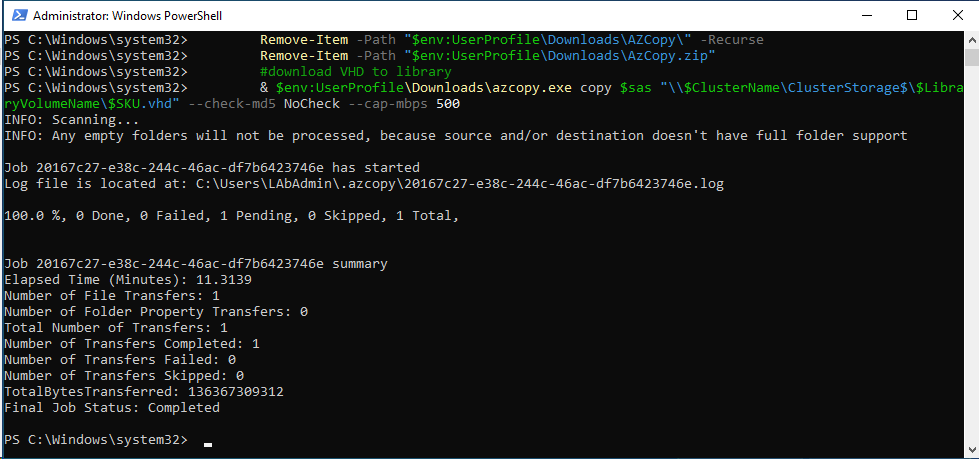 Administrator: Windows PowerShell
PS C:\Windows\system32> Remove-Item -Path "$env:UserProfile\Downloads\AZCopy\" -Recurse
PS C:\Windows\system32> Remove-Item -Path "$env:UserProfile\Downloads\AzCopy.zip"
PS C:\Windows\system32> #download VHD to library
PS C:\Windows\system32> & $env:UserProfile\Downloads\azcopy.exe copy $sas "\\$ClusterName\ClusterStorage$\$Libra
ryVolumeName\$SKU.vhd" --check-md5 NoCheck --cap-mbps 500
INFO: Scanning...
INFO: Any empty folders will not be processed, because source and/or destination doesn't have full folder support
Job 20167c27-e38c-244c-46ac-df7b6423746e has started
Log file is located at: C:\Users\LAbAdmin\.azcopy\20167c27-e38c-244c-46ac-df7b6423746e.log
100.0 %, 0 Done, 0 Failed, 1 Pending, 0 Skipped, 1 Total,
Job 20167c27-e38c-244c-46ac-df7b6423746e summary
Elapsed Time (Minutes): 11.3139
Number of File Transfers: 1
Number of Folder Property Transfers: 0
Total Number of Transfers: 1
Number of Transfers Completed: 1
Number of Transfers Failed: 0
Number of Transfers Skipped: 0
TotalBytesTransferred: 136367309312
Final Job Status: Completed
PS C:\Windows\system32>